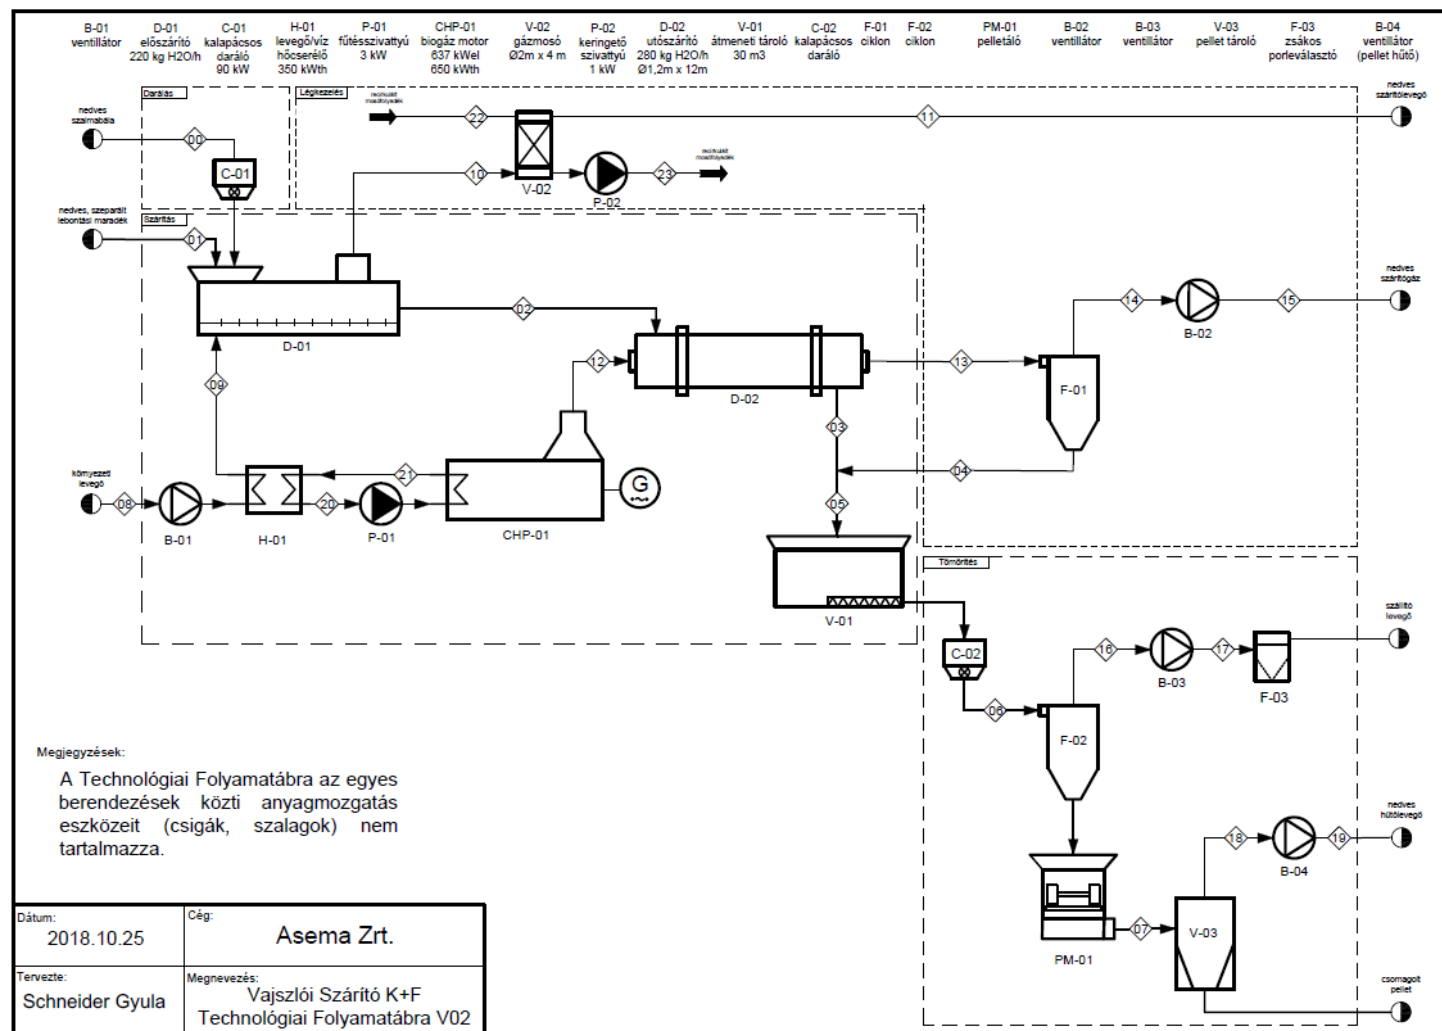 B-01
ventillátor
D-01
előszárító
220 kg H2O/h
C-01
kalapácsos
daráló
90 kW
H-01
levegő/víz
hőcserélő
350 kWth
P-01
fűtésszivattyú
3 kW
CHP-01
biogáz motor
637 kWel
650 kWth
V-02
gázmosó
Ø2m x 4 m
P-02
keringető
szivattyú
1 kW
D-02
utószárító
280 kg H2O/h
Ø1,2m x 12m
V-01
átmeneti tároló
30 m3
C-02
kalapácsos
daráló
F-01
ciklon
F-02
ciklon
PM-01
pelletáló
B-02
ventillátor
B-03
ventillátor
V-03
pellet tároló
F-03
zsákos
porleválasztó
B-04
ventillátor
(pellet hűtő)
Darálás
Légkezelés
nedves
szalmabála
00
C-01
recirkulált
mosófolyadék
22
11
nedves
szárítólevegő
10
V-02
P-02
23
recirkulált
mosófolyadék
nedves, szeparált
lebontási maradék
01
Szárítás
D-01
02
12
D-02
13
F-01
14
B-02
15
nedves
szárítógáz
09
03
04
05
környezeti
levegő
08
B-01
H-01
20
21
P-01
CHP-01
G
V-01
Tömörítés
C-02
06
F-02
16
B-03
17
F-03
szállító
levegő
PM-01
07
V-03
18
B-04
19
nedves
hűtőlevegő
csomagolt
pellet
Megjegyzések:
A Technológiai Folyamatábra az egyes
berendezések közti anyagmozgatás
eszközeit (csigák, szalagok) nem
tartalmazza.
Dátum:
2018.10.25
Cég:
Asema Zrt.
Tervezte:
Schneider Gyula
Megnevezés:
Vajszlói Szárító K+F
Technológiai Folyamatábra V02